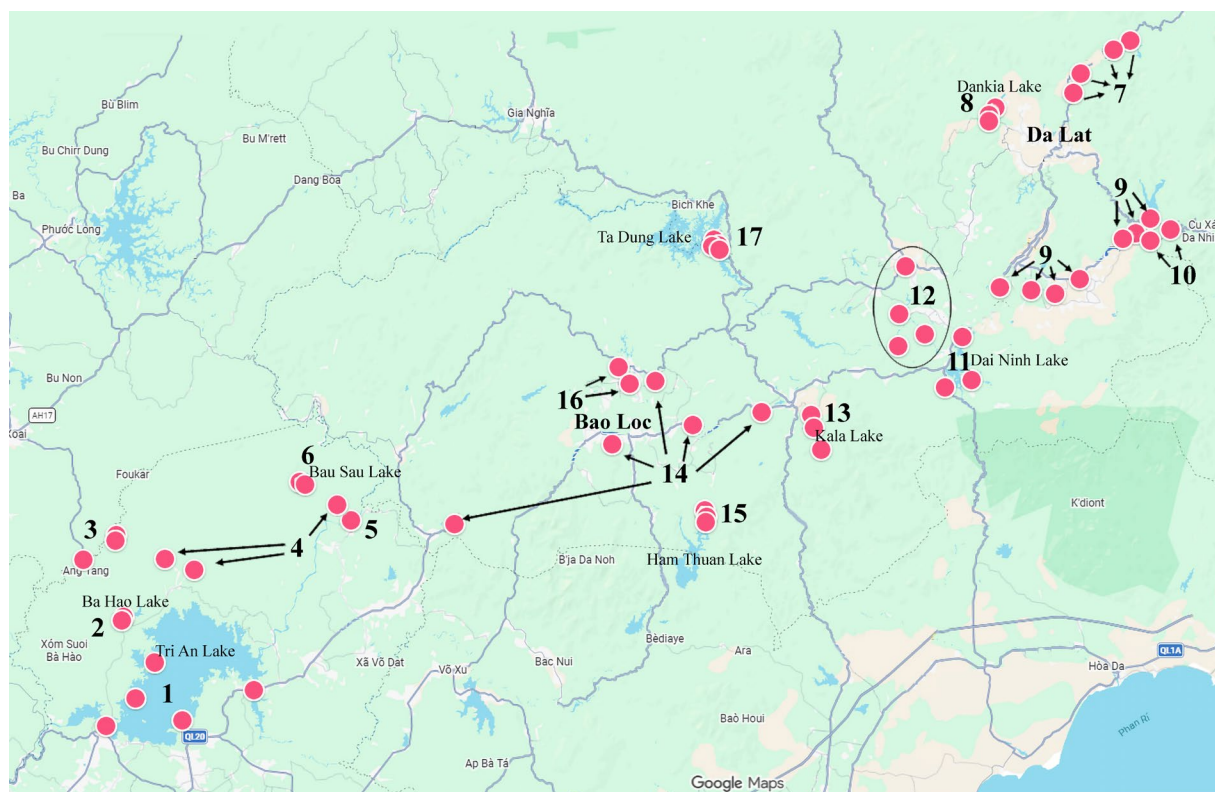 Bù Blim
Gia Nghĩa
Dankia Lake
8
7
Bu M'rett
Da Lat
Bu Chirr Dung
Dang Bòa
Ba
Bich Khe
9
Phước Long
Ta Dung Lake
17
Cu Xá
Da Nhi
9
10
12
11
Dai Ninh Lake
Bu Non
16
AH17
Bao Loc
13
Koai
Kala Lake
6
14
Foukar
Bau Sau Lake
K'diont
15
3
5
4
Ang Tang
B'ja Da Noh
Ham Thuan Lake
Ba Hao Lake
2
Xóm Suoi
Bà Hào
Bèdiaye
Tri An Lake
Ara
QL1A
Xã Võ Dat
Võ Xu
Bac Nui
Hòa Da
1
Baò Houi
Phan Rí
QL20
Ap Bà Tá
Google Maps